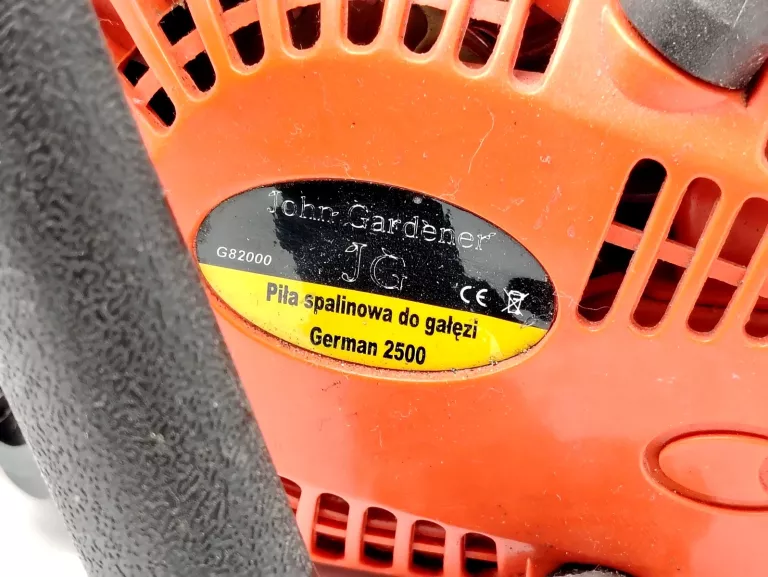 John Gardener
G82000
JG
CE
Piła spalinowa do gałęzi
German 2500